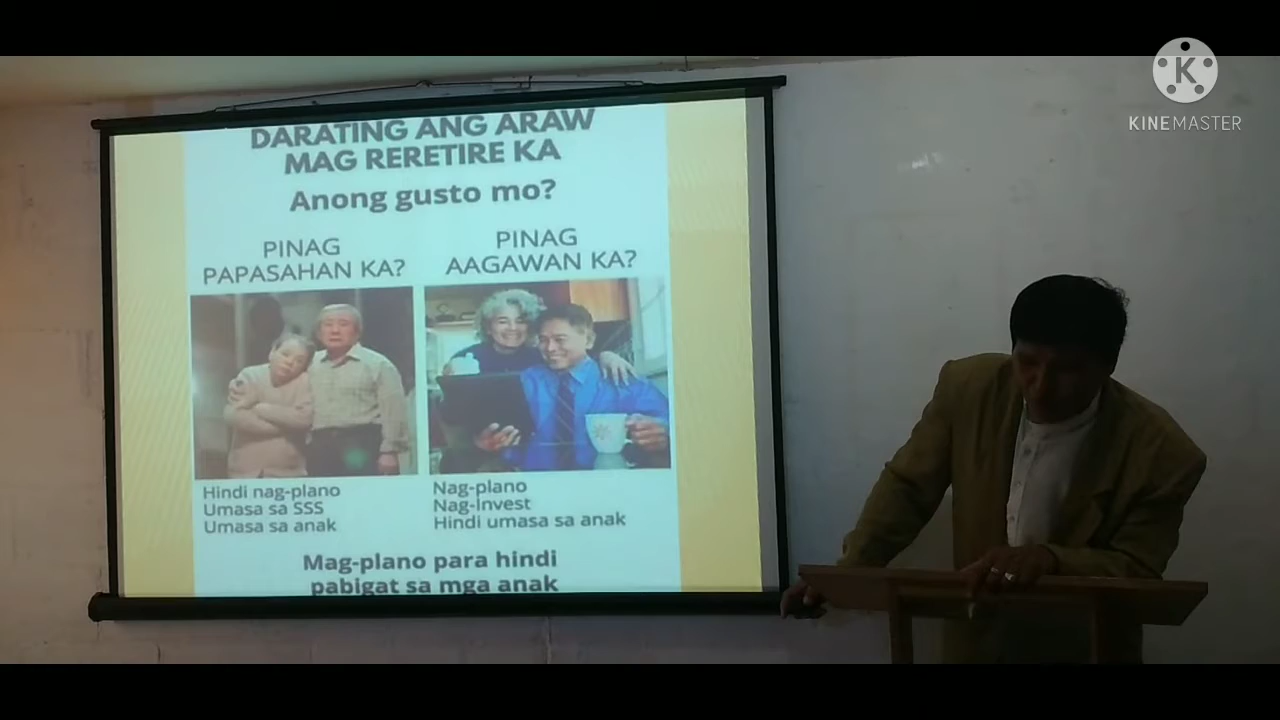 DARATING ANG ARAW
MAG RERETIRE KA
Anong gusto mo?
PINAG
PAPASAHAN KA?
PINAG
AAGAWAN KA?
Hindi nag-plano
Umasa sa SSS
Umasa sa anak
Nag-plano
Nag-Invest
Hindi umasa sa anak
Mag-plano para hindi
pabigat sa mga anak
K
KINEMASTER